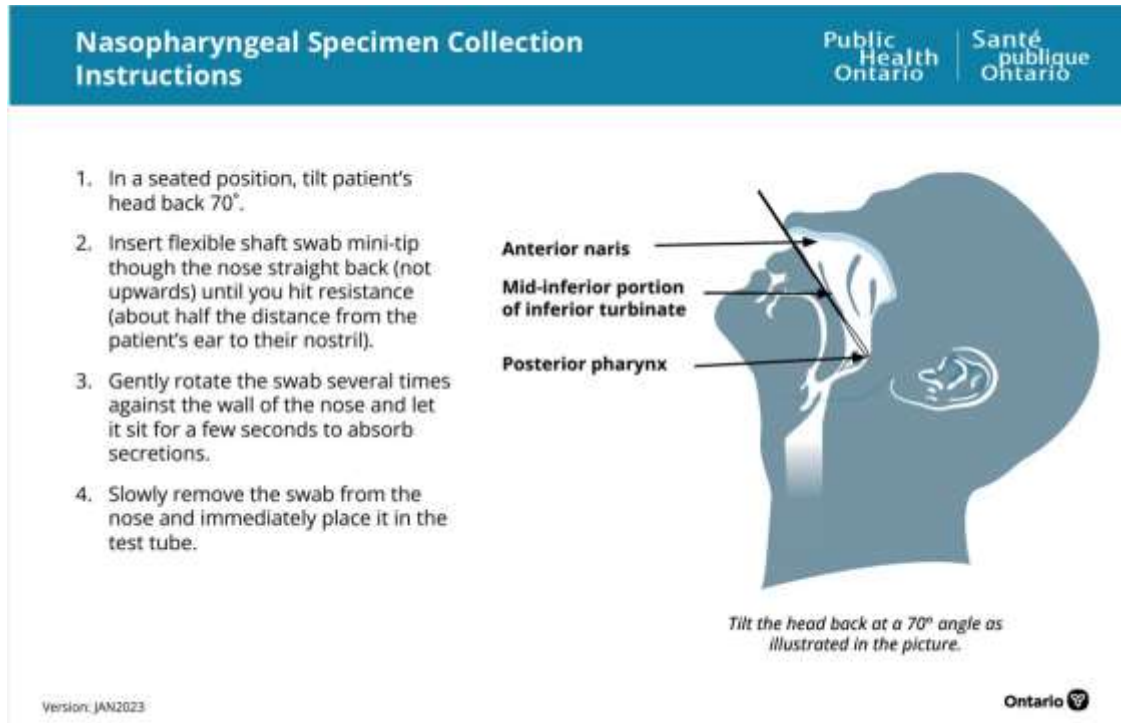 Nasopharyngeal Specimen Collection
Instructions
Public
Health
Ontario
Santé
publique
Ontario
1. In a seated position, tilt patient's
head back 70°.
2. Insert flexible shaft swab mini-tip
though the nose straight back (not
upwards) until you hit resistance
(about half the distance from the
patient's ear to their nostril).
3. Gently rotate the swab several times
against the wall of the nose and let
it sit for a few seconds to absorb
secretions.
4. Slowly remove the swab from the
nose and immediately place it in the
test tube.
Anterior naris
Mid-inferior portion
of inferior turbinate
Posterior pharynx
Tilt the head back at a 70° angle as
illustrated in the picture.
Version: JAN2023
Ontario